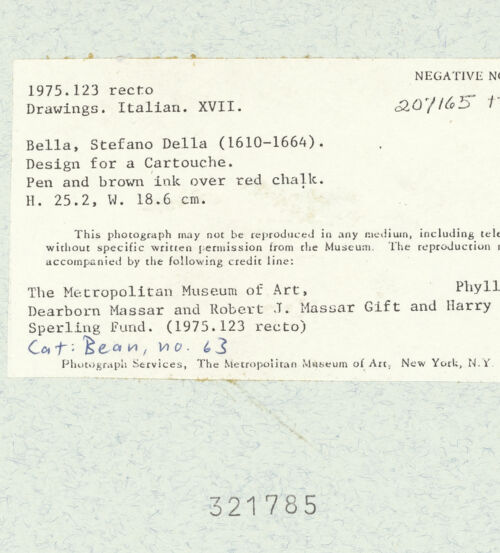 NEGATIVE NO
1975.123 recto
Drawings. Italian. XVII.
207165
Bella, Stefano Della (1610-1664).
Design for a Cartouche.
Pen and brown ink over red chalk.
H. 25.2, W. 18.6 cm.
This photograph may not be reproduced in any medium, including tele
without specific written permission from the Museum. The reproduction
accompanied by the following credit line:
The Metropolitan Museum of Art, Phyll
Dearborn Massar and Robert J. Massar Gift and Harry
Sperling Fund. (1975.123 recto)
Cat: Bean, no. 63
Photograph Services, The Metropolitan Museum of Art, New York, N.Y.
321785